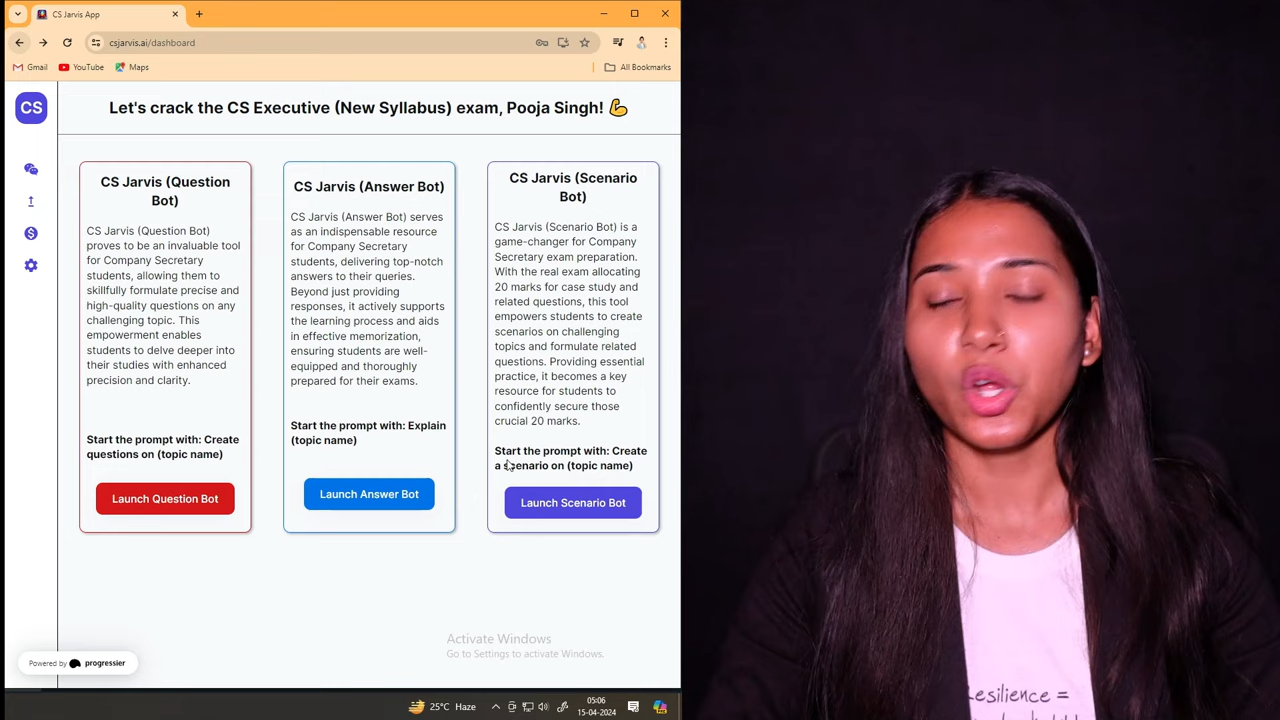 CS Jarvis App
csjarvis.ai/dashboard
Gmail
YouTube
Maps
All Bookmarks
CS
Let's crack the CS Executive (New Syllabus) exam, Pooja Singh! 💪
CS Jarvis (Question
Bot)
CS Jarvis (Question Bot)
proves to be an invaluable tool
for Company Secretary
students, allowing them to
skillfully formulate precise and
high-quality questions on any
challenging topic. This
empowerment enables
students to delve deeper into
their studies with enhanced
precision and clarity.
Start the prompt with: Create
questions on (topic name)
Launch Question Bot
CS Jarvis (Answer Bot)
CS Jarvis (Answer Bot) serves
as an indispensable resource
for Company Secretary
students, delivering top-notch
answers to their queries.
Beyond just providing
responses, it actively supports
the learning process and aids
in effective memorization,
ensuring students are well-
equipped and thoroughly
prepared for their exams.
Start the prompt with: Explain
(topic name)
Launch Answer Bot
CS Jarvis (Scenario
Bot)
CS Jarvis (Scenario Bot) is a
game-changer for Company
Secretary exam preparation.
With the real exam allocating
20 marks for case study and
related questions, this tool
empowers students to create
scenarios on challenging
topics and formulate related
questions. Providing essential
practice, it becomes a key
resource for students to
confidently secure those
crucial 20 marks.
Start the prompt with: Create
a scenario on (topic name)
Launch Scenario Bot
Activate Windows
Go to Settings to activate Windows.
Powered by progressier
25°C Haze
05:06
15-04-2024
Resilience =